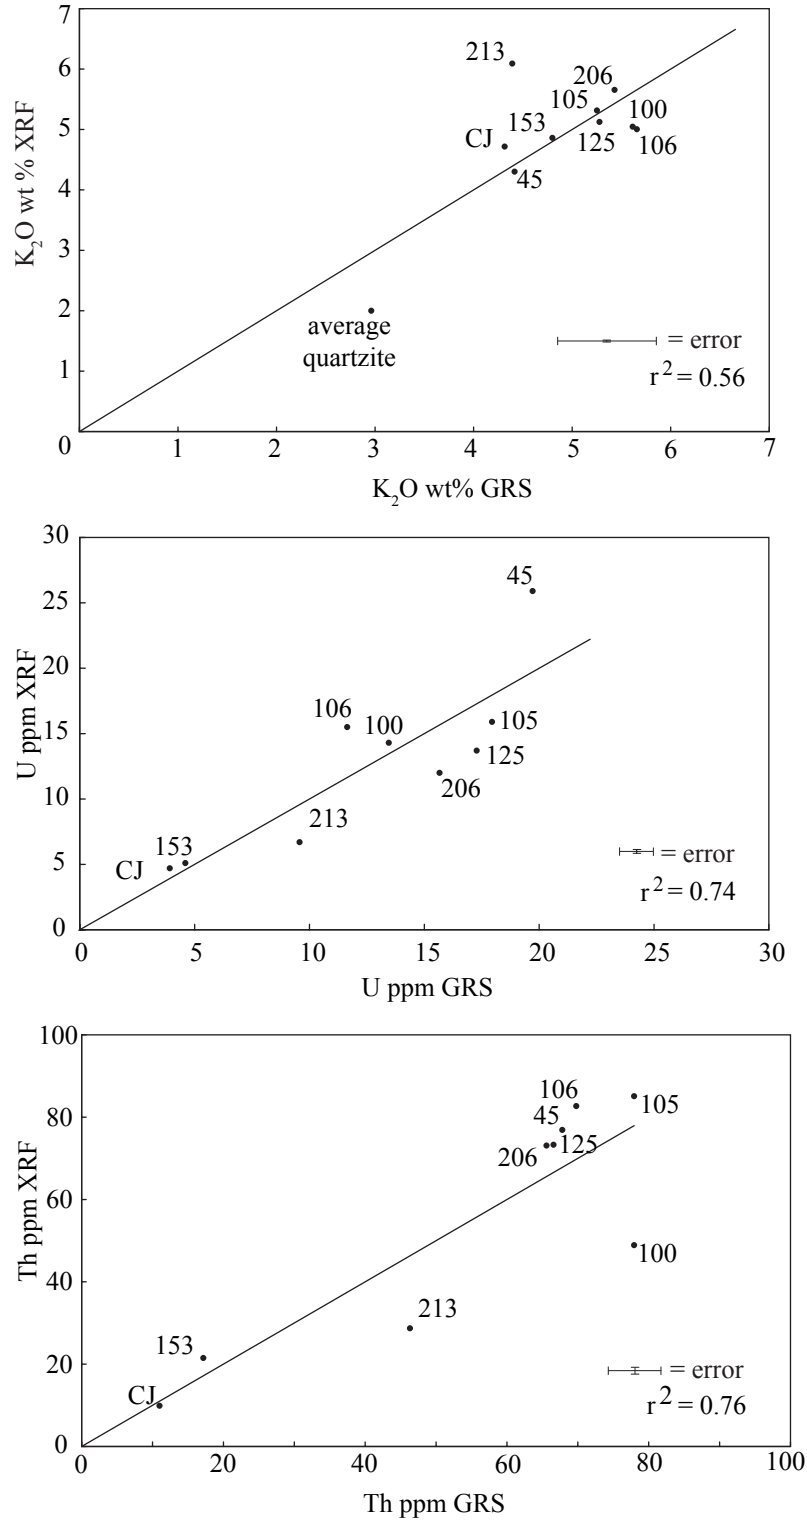 7
6
5
4
3
2
1
0
K2O wt % XRF
213
206
105
100
153
CJ
125
106
45
average
quartzite
= error
r2 = 0.56
1 2 3 4 5 6 7
K2O wt% GRS
30
25
20
15
10
5
0
U ppm XRF
45
106
100
105
125
206
213
153
CJ
= error
r2 = 0.74
0 5 10 15 20 25 30
U ppm GRS
100
80
60
40
20
0
Th ppm XRF
106
105
45
206
125
100
213
153
CJ
= error
r2 = 0.76
0 20 40 60 80 100
Th ppm GRS